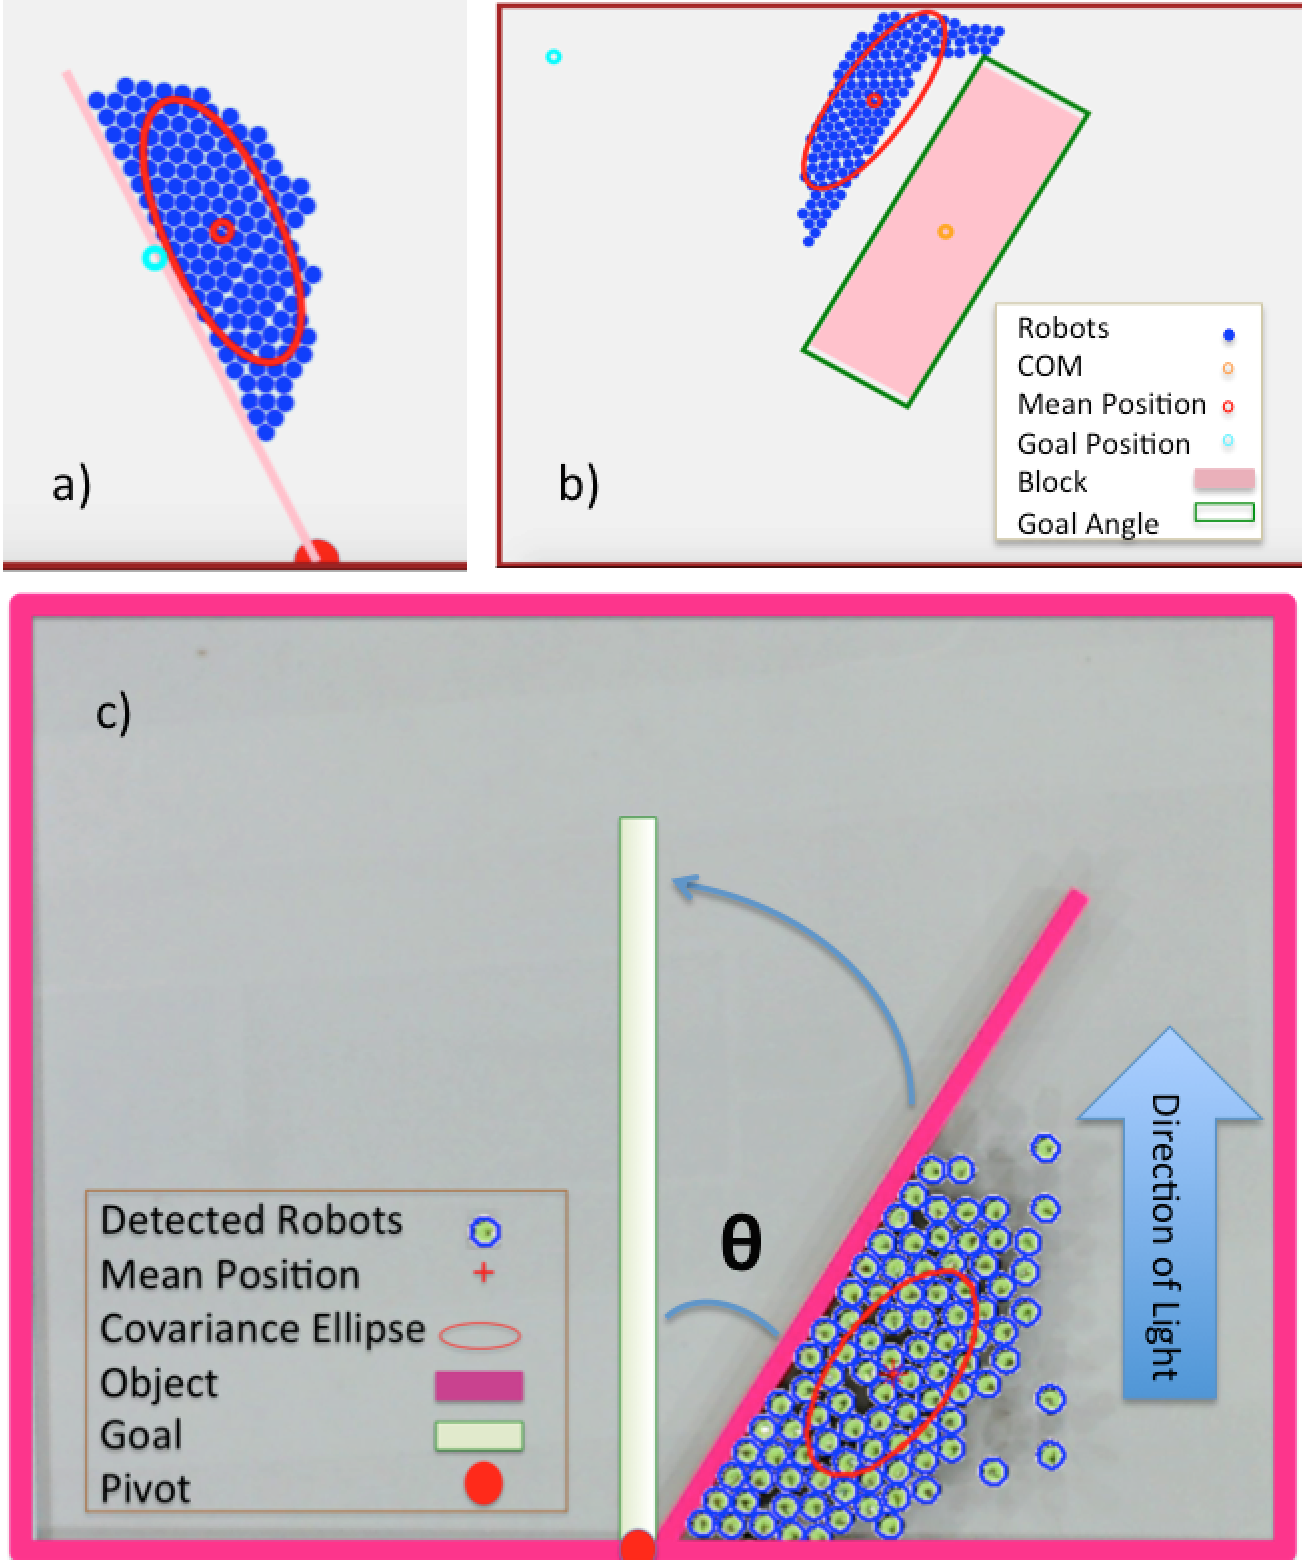 a)
b)
Robots
COM
Mean Position
Goal Position
Block
Goal Angle
c)
θ
Direction of Light
Detected Robots
Mean Position
Covariance Ellipse
Object
Goal
Pivot